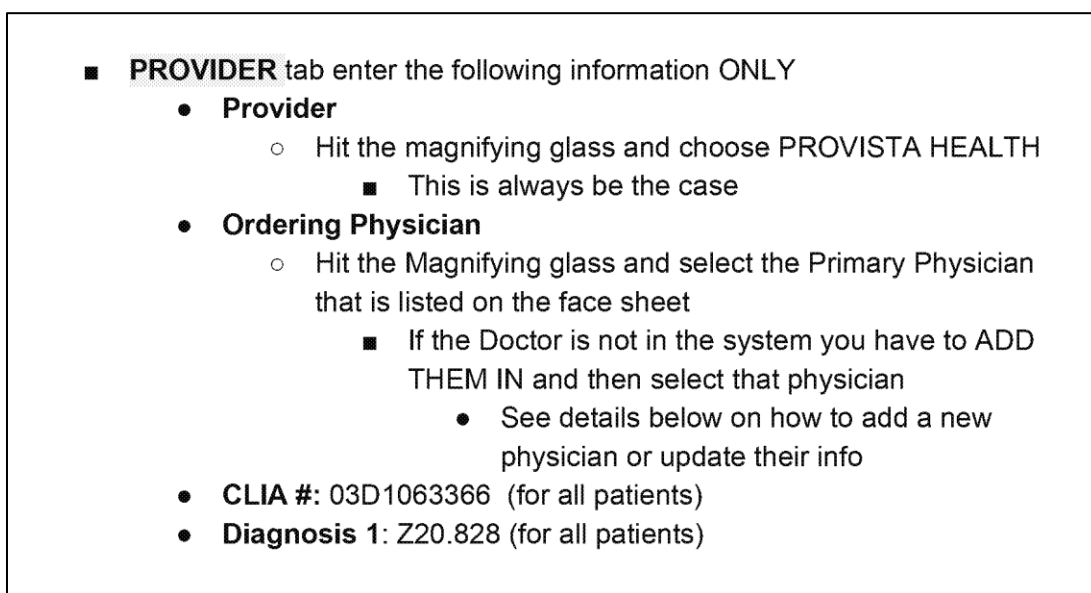 ■ PROVIDER tab enter the following information ONLY
● Provider
○ Hit the magnifying glass and choose PROVISTA HEALTH
■ This is always be the case
● Ordering Physician
○ Hit the Magnifying glass and select the Primary Physician
that is listed on the face sheet
■ If the Doctor is not in the system you have to ADD
THEM IN and then select that physician
● See details below on how to add a new
physician or update their info
● CLIA #: 03D1063366 (for all patients)
● Diagnosis 1: Z20.828 (for all patients)